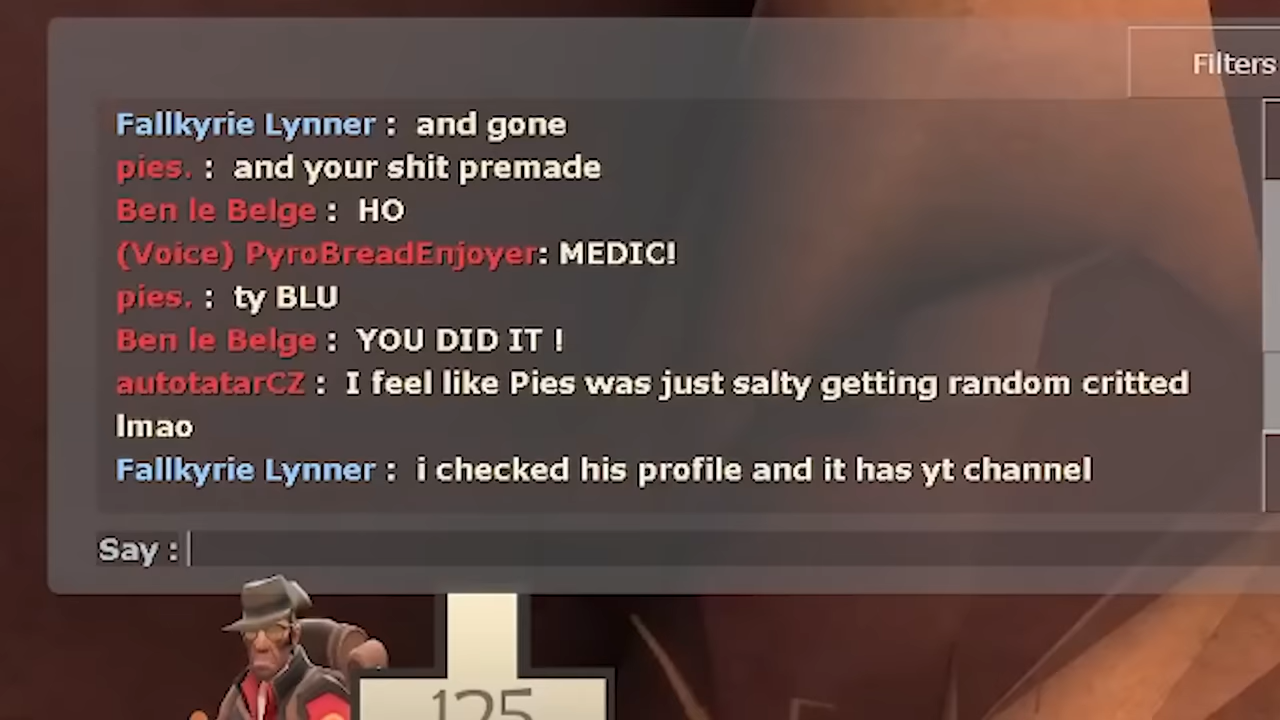 Filters
Fallkyrie Lynner :  and gone
pies. :  and your shit premade
Ben le Belge :  HO
(Voice) PyroBreadEnjoyer: MEDIC!
pies. :  ty BLU
Ben le Belge :  YOU DID IT !
autotatarCZ :  I feel like Pies was just salty getting random critted
lmao
Fallkyrie Lynner :  i checked his profile and it has yt channel
Say :
125